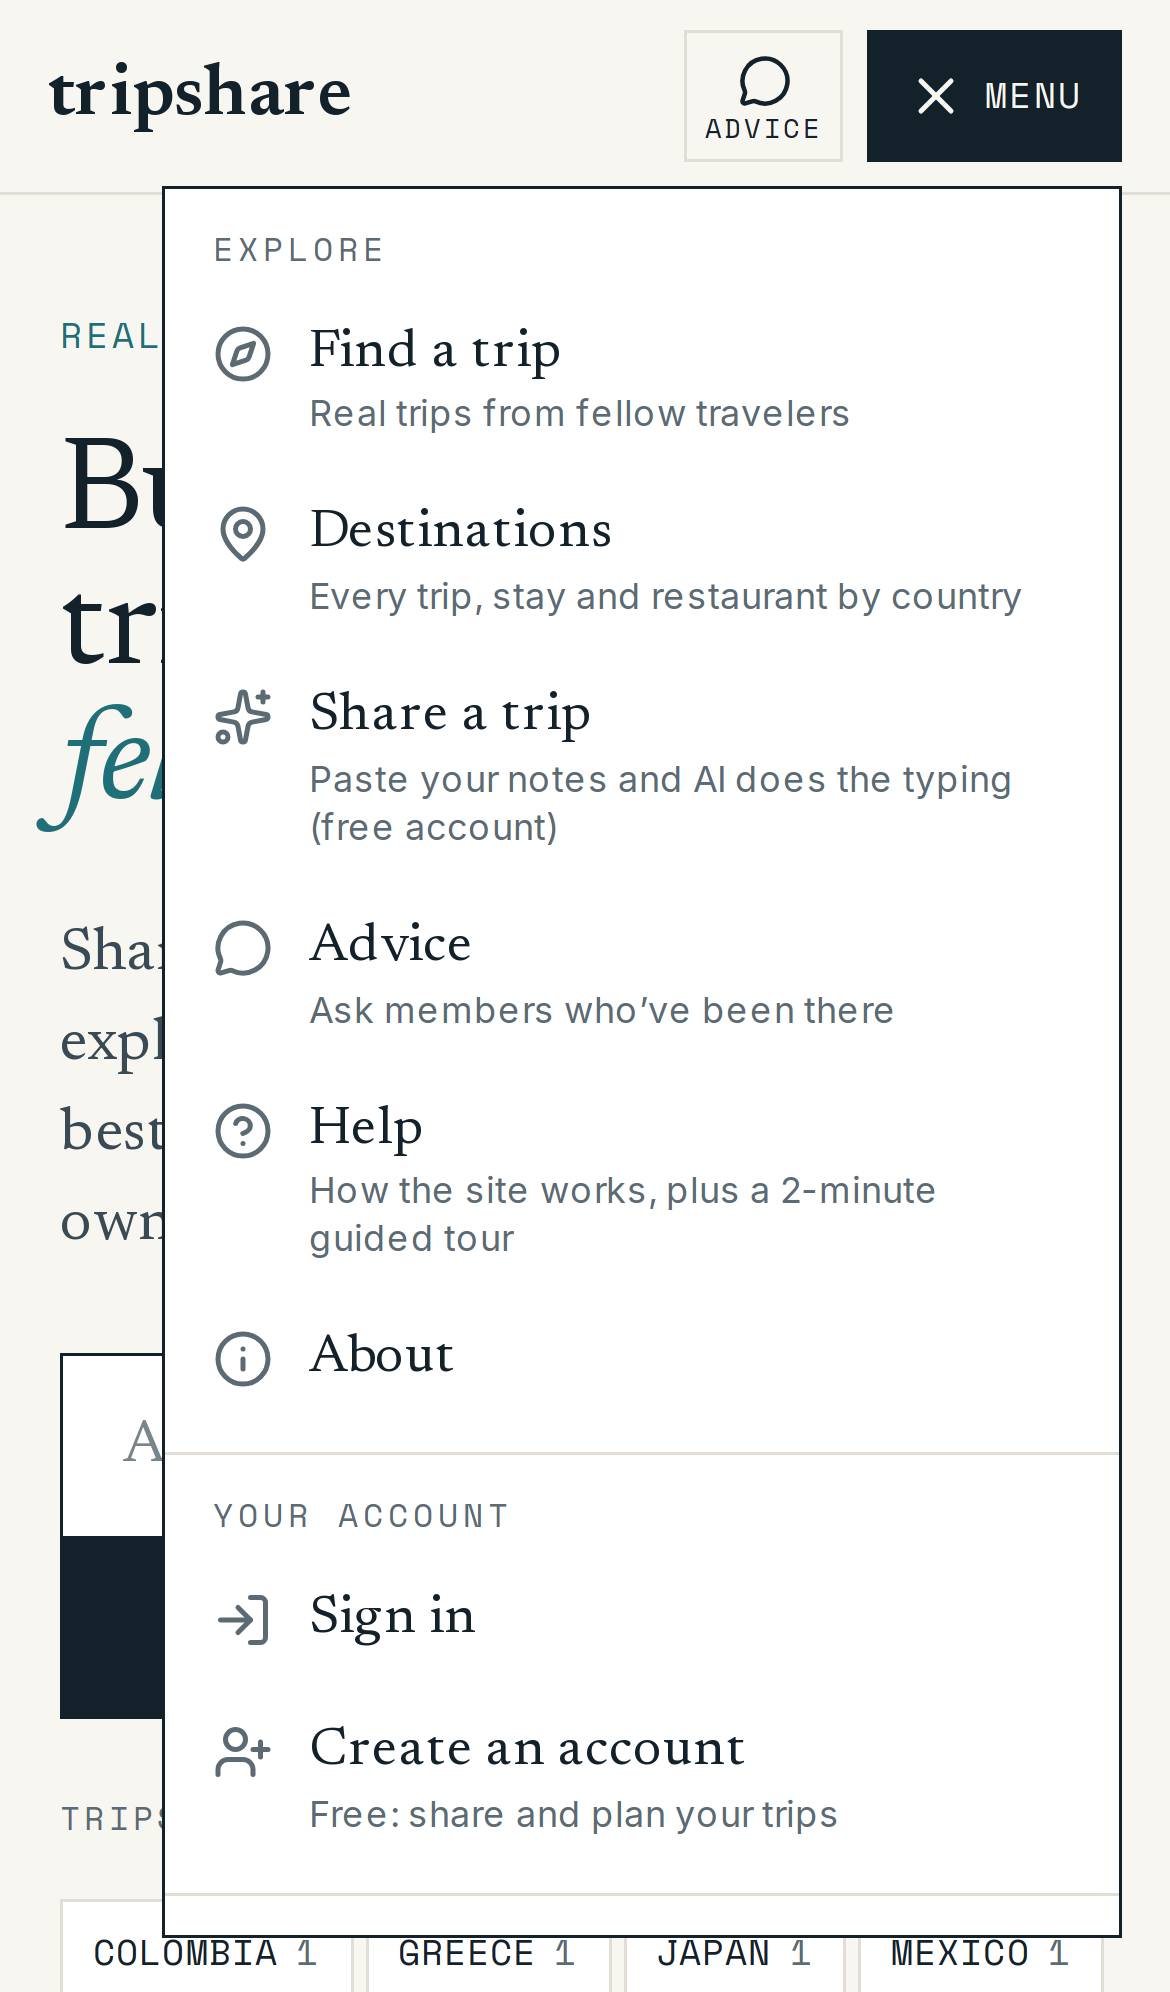 tripshare
ADVICE
MENU
EXPLORE
REAL
Find a trip
Real trips from fellow travelers
Destinations
Every trip, stay and restaurant by country
Share a trip
Paste your notes and AI does the typing
(free account)
Advice
Ask members who’ve been there
Help
How the site works, plus a 2-minute
guided tour
About
YOUR ACCOUNT
Sign in
Create an account
Free: share and plan your trips
best
own
COLOMBIA 1
GREECE 1
JAPAN 1
MEXICO 1